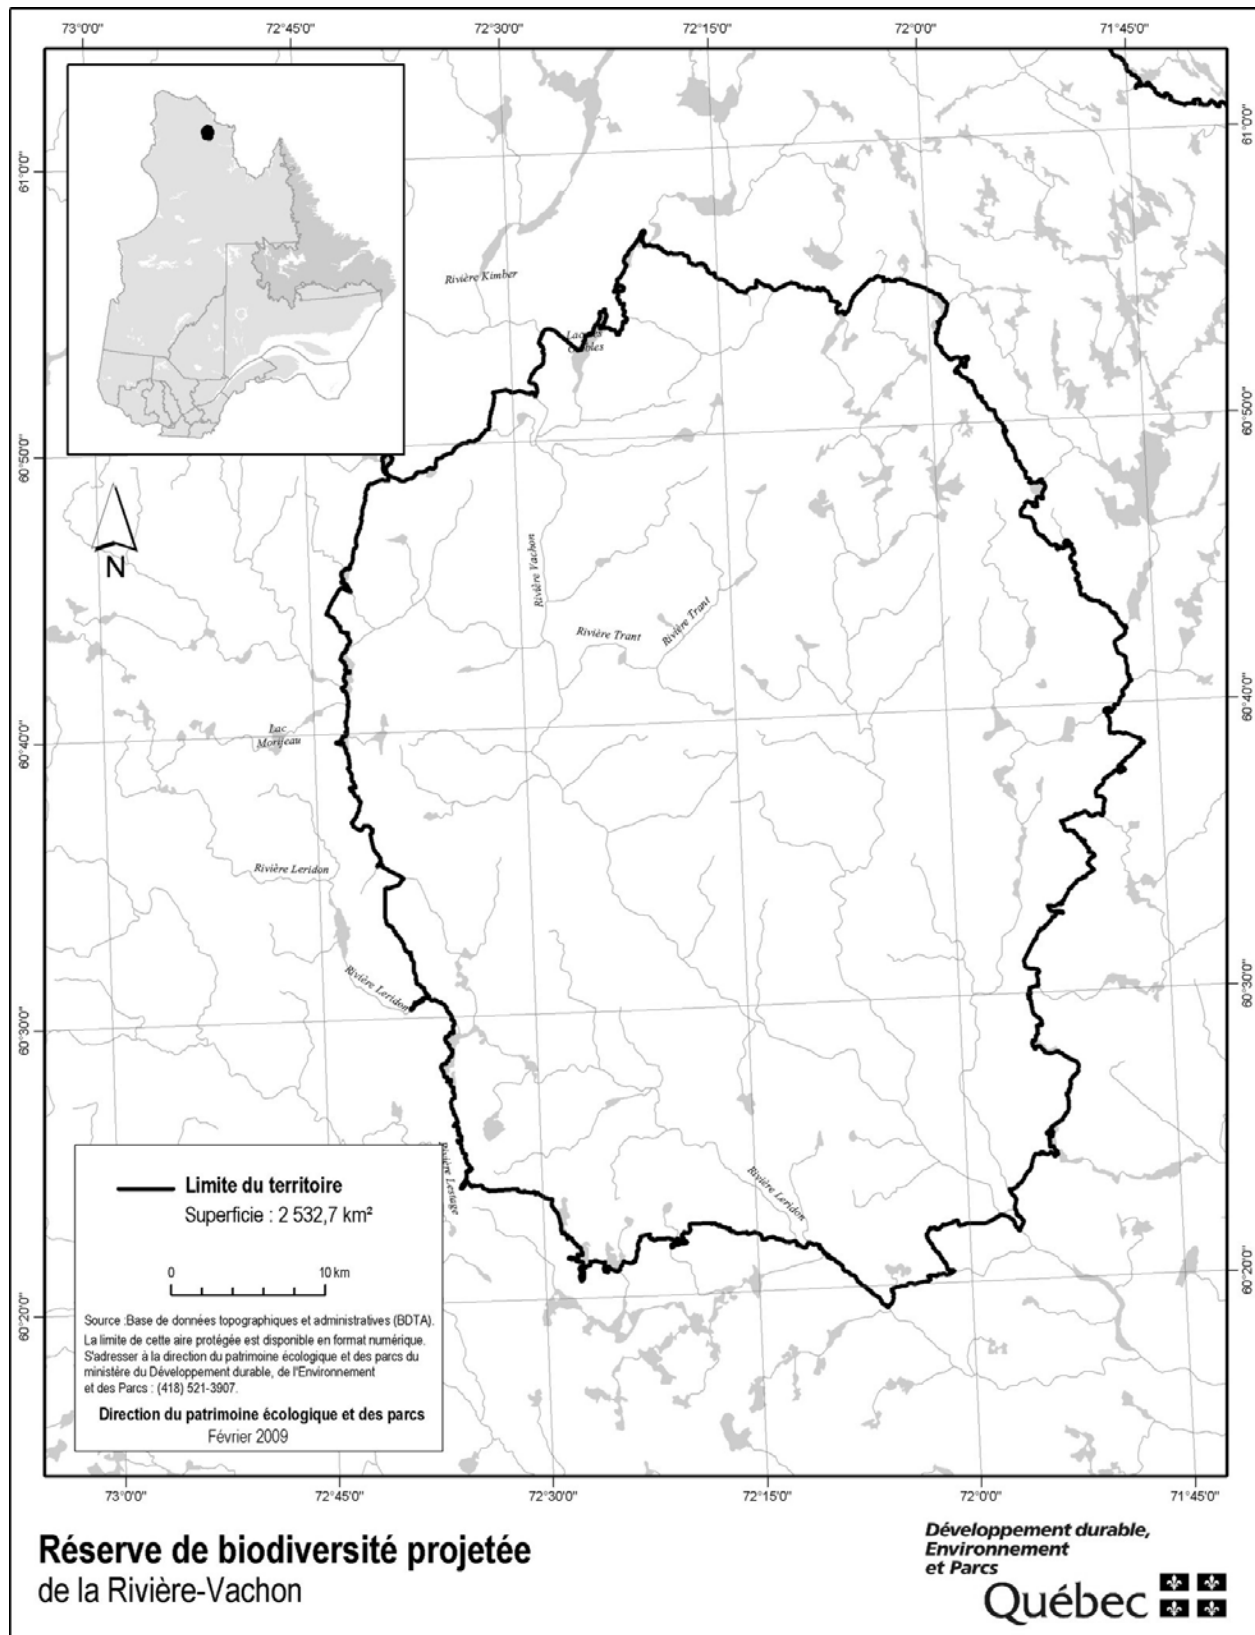 73°0'0"
72°45'0"
72°30'0"
72°15'0"
72°0'0"
71°45'0"
61°0'0"
61°0'0"
60°50'0"
60°50'0"
60°40'0"
60°40'0"
60°30'0"
60°30'0"
60°20'0"
60°20'0"
Rivière Kimber
N
Rivière Vachon
Rivière Trant
Rivière Trant
Lac
Morijeau
Rivière Leridon
Rivière Leridon
Rivière Lestage
Rivière Leridon
Limite du territoire
Superficie : 2 532,7 km²
0
10 km
Source :Base de données topographiques et administratives (BDTA).
La limite de cette aire protégée est disponible en format numérique.
S'adresser à la direction du patrimoine écologique et des parcs du
ministère du Développement durable, de l'Environnement
et des Parcs : (418) 521-3907.
Direction du patrimoine écologique et des parcs
Février 2009
73°0'0"
72°45'0"
72°30'0"
72°15'0"
72°0'0"
71°45'0"
Réserve de biodiversité projetée
de la Rivière-Vachon
Développement durable,
Environnement
et Parcs
Québec